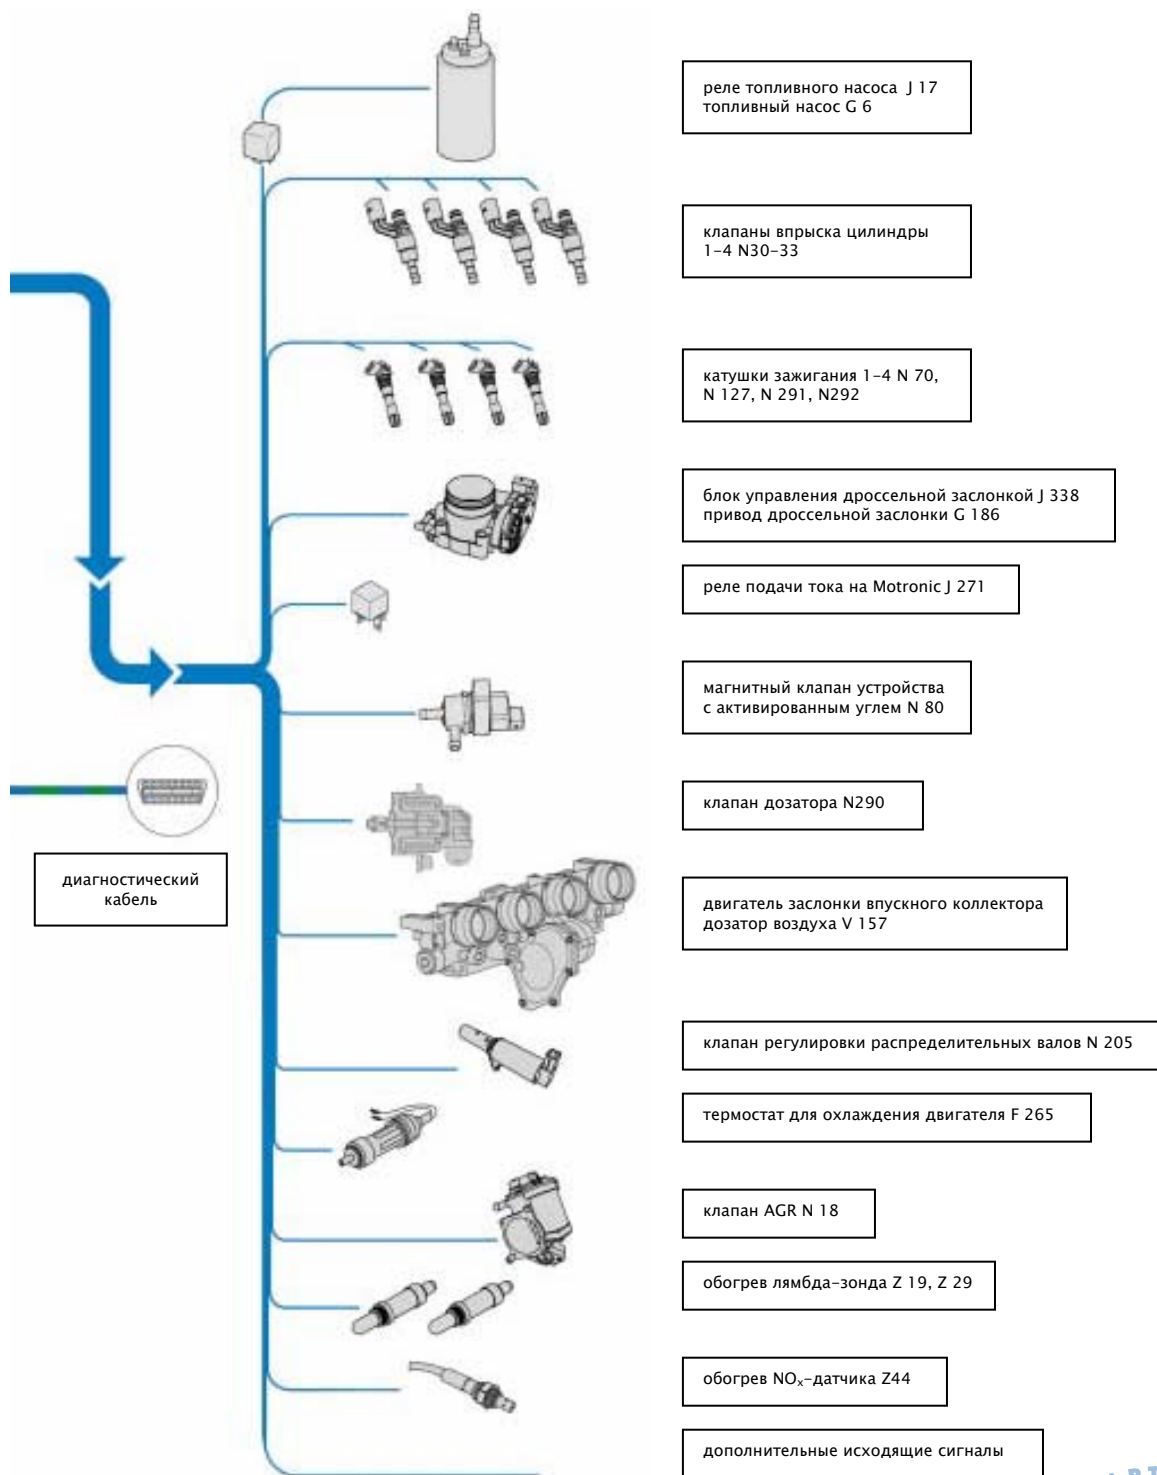 реле топливного насоса J 17
топливный насос G 6
клапаны впрыска цилиндры
1-4 N30-33
катушки зажигания 1-4 N 70,
N 127, N 291, N292
блок управления дроссельной заслонкой J 338
привод дроссельной заслонки G 186
реле подачи тока на Motronic J 271
магнитный клапан устройства
с активированным углем N 80
клапан дозатора N290
диагностический
кабель
двигатель заслонки впускного коллектора
дозатор воздуха V 157
клапан регулировки распределительных валов N 205
термостат для охлаждения двигателя F 265
клапан AGR N 18
обогрев лямбда-зонда Z 19, Z 29
обогрев NOₓ-датчика Z44
дополнительные исходящие сигналы